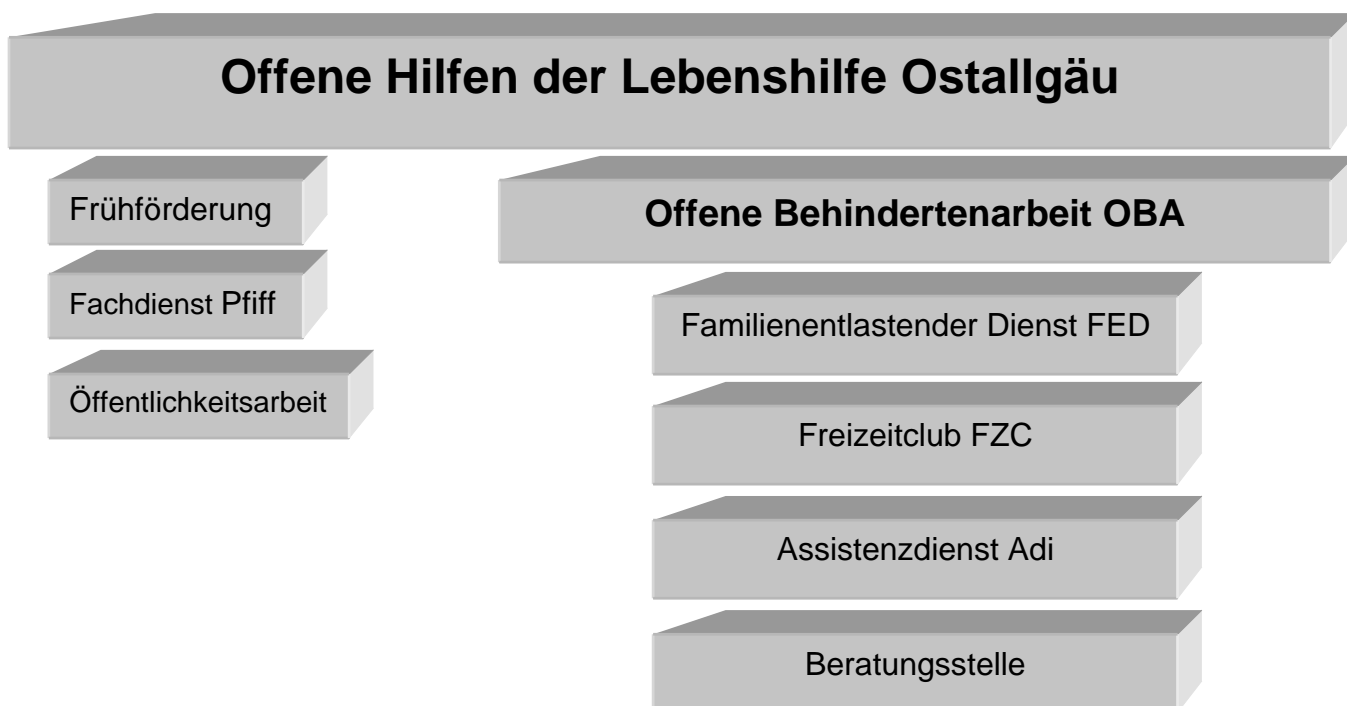 Offene Hilfen der Lebenshilfe Ostallgäu
Frühförderung
Fachdienst Pfiff
Öffentlichkeitsarbeit
Offene Behindertenarbeit OBA
Familienentlastender Dienst FED
Freizeitclub FZC
Assistenzdienst Adi
Beratungsstelle